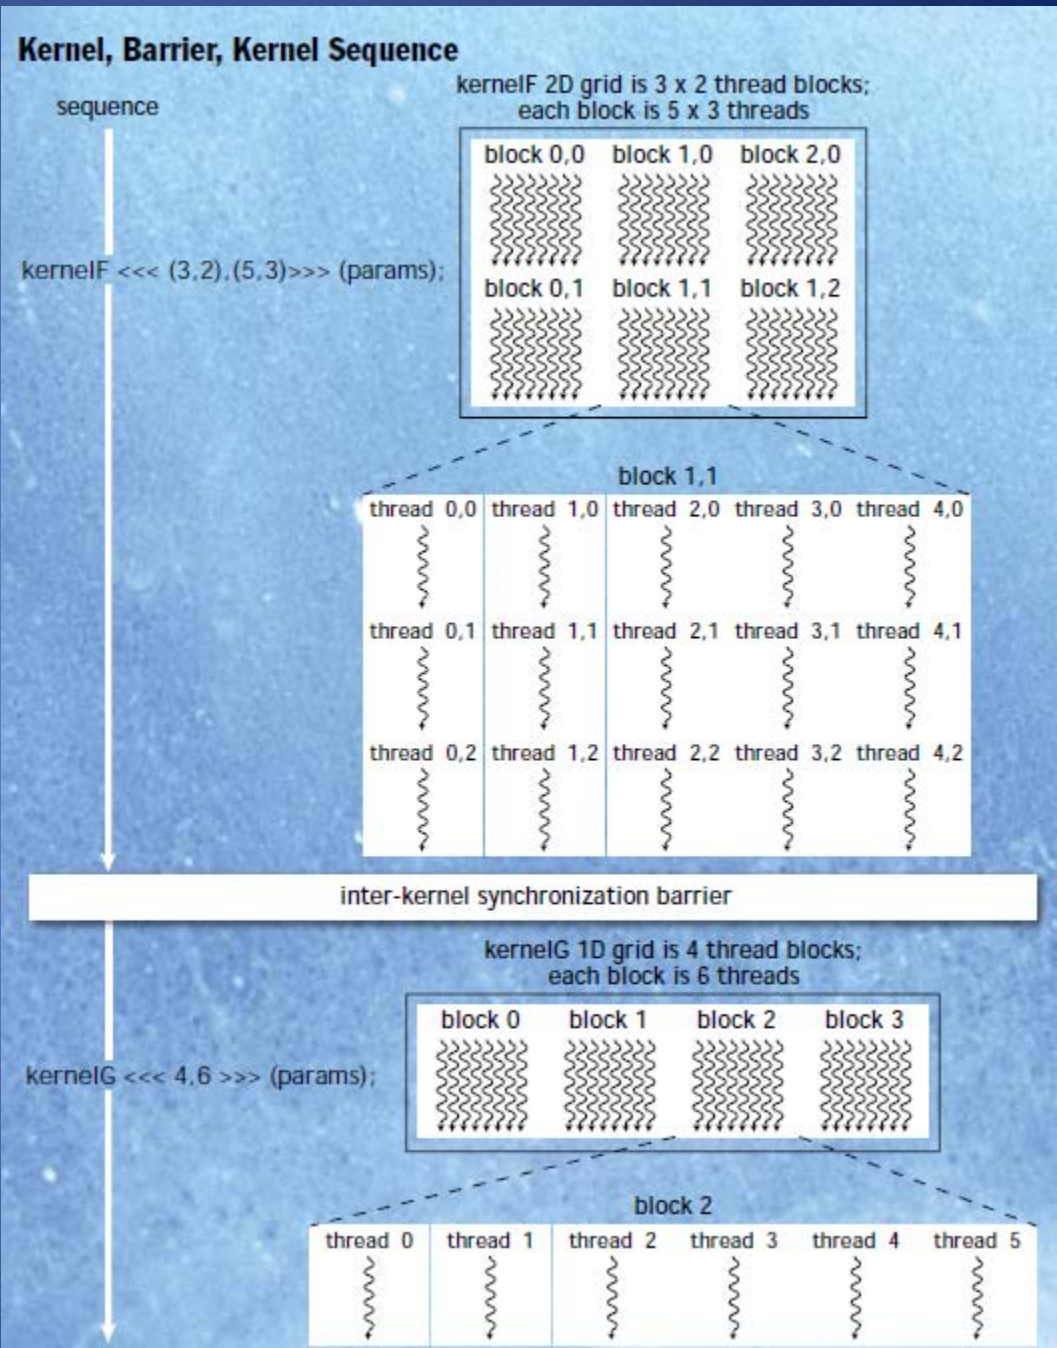 Kernel, Barrier, Kernel Sequence
sequence
kernelF 2D grid is 3 x 2 thread blocks;
each block is 5 x 3 threads
block 0,0 block 1,0 block 2,0
kernelF <<< (3,2),(5,3)>>> (params);
block 0,1 block 1,1 block 1,2
block 1,1
thread 0,0 thread 1,0 thread 2,0 thread 3,0 thread 4,0
thread 0,1 thread 1,1 thread 2,1 thread 3,1 thread 4,1
thread 0,2 thread 1,2 thread 2,2 thread 3,2 thread 4,2
inter-kernel synchronization barrier
kernelG 1D grid is 4 thread blocks;
each block is 6 threads
block 0 block 1 block 2 block 3
kernelG <<< 4,6 >>> (params);
block 2
thread 0 thread 1 thread 2 thread 3 thread 4 thread 5